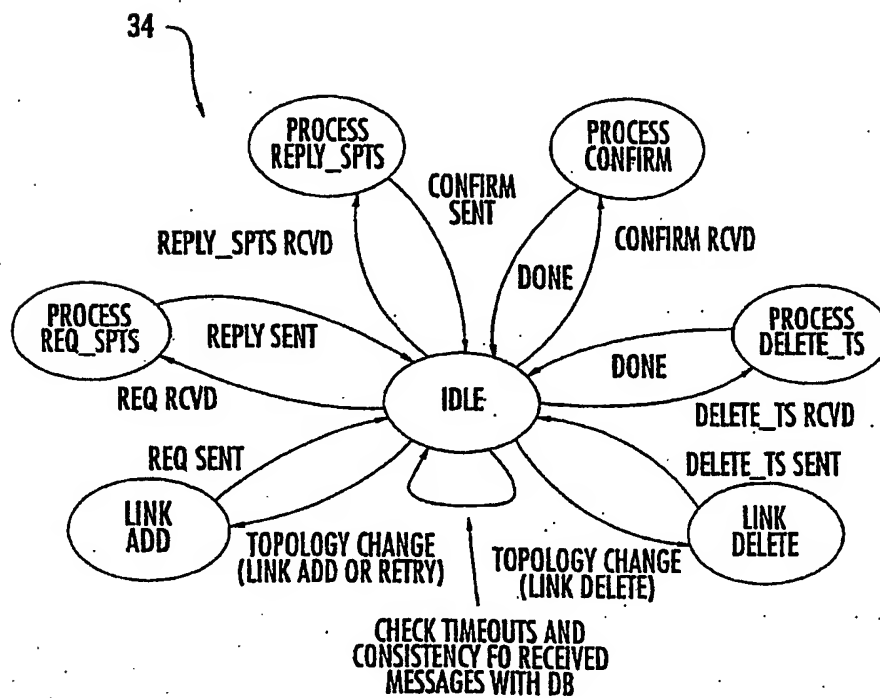 34
PROCESS
REPLY_SPTS
PROCESS
CONFIRM
CONFIRM
SENT
REPLY_SPTS RCVD
CONFIRM RCVD
DONE
PROCESS
REQ_SPTS
REPLY SENT
PROCESS
DELETE_TS
DONE
IDLE
REQ RCVD
DELETE_TS RCVD
REQ SENT
DELETE_TS SENT
LINK
ADD
LINK
DELETE
TOPOLOGY CHANGE
(LINK ADD OR RETRY)
TOPOLOGY CHANGE
(LINK DELETE)
CHECK TIMEOUTS AND
CONSISTENCY FO RECEIVED
MESSAGES WITH DB